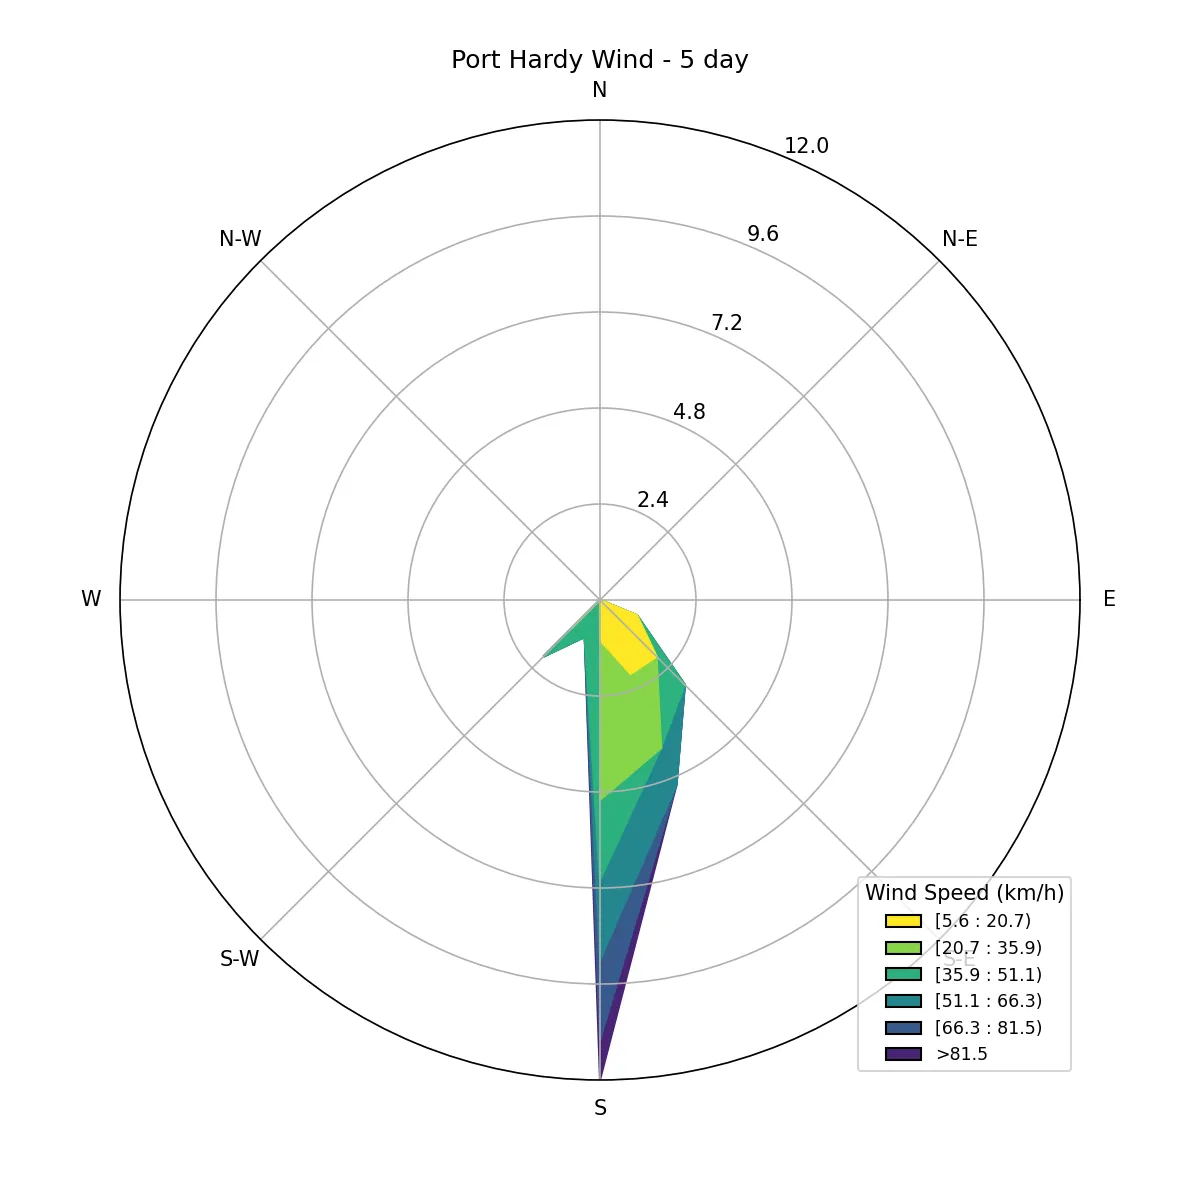 Port Hardy Wind - 5 day
N
12.0
N-W
9.6
N-E
7.2
4.8
2.4
W
E
S-W
S-E
Wind Speed (km/h)
[5.6 : 20.7)
[20.7 : 35.9)
[35.9 : 51.1)
[51.1 : 66.3)
[66.3 : 81.5)
>81.5
S